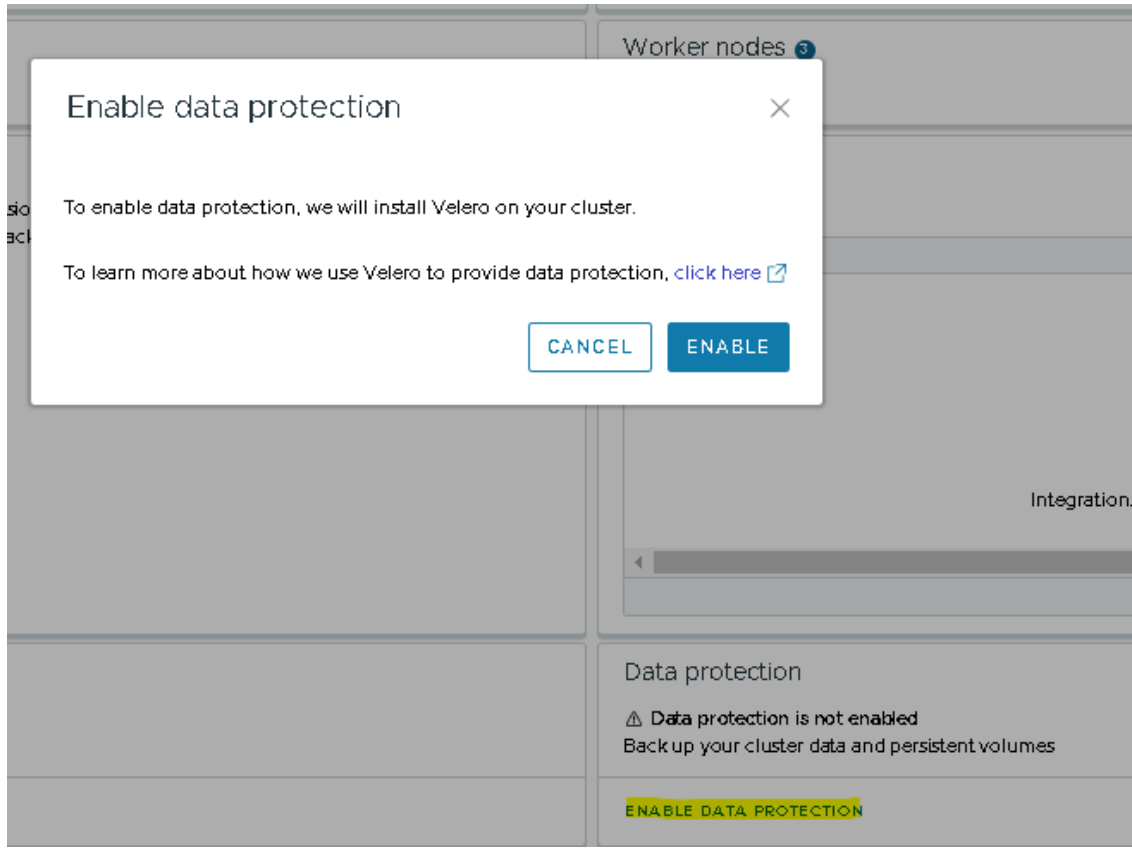 Worker nodes 3
Enable data protection
To enable data protection, we will install Velero on your cluster.
To learn more about how we use Velero to provide data protection, click here
CANCEL
ENABLE
Integration.
Data protection
Data protection is not enabled
Back up your cluster data and persistent volumes
ENABLE DATA PROTECTION